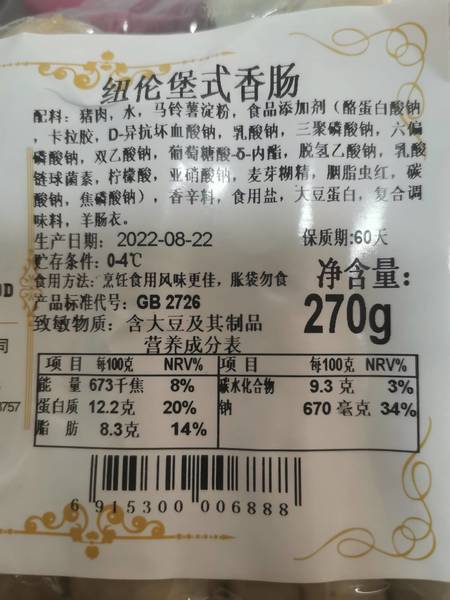 纽伦堡式香肠
配料：猪肉，水，马铃薯淀粉，食品添加剂（酪蛋白酸钠
，卡拉胶，D-异抗坏血酸钠，乳酸钠，三聚磷酸钠，六偏
磷酸钠，双乙酸钠，葡萄糖酸-δ-内酯，脱氢乙酸钠，乳酸
链球菌素，柠檬酸，亚硝酸钠，麦芽糊精，胭脂虫红，碳
酸钠，焦磷酸钠），香辛料，食用盐，大豆蛋白，复合调
味料，羊肠衣。
生产日期：2022-08-22 保质期:60天
贮存条件：0-4℃
食用方法：烹饪食用风味更佳，胀袋勿食 净含量：
OD 产品标准代号：GB 2726 270g
致敏物质：含大豆及其制品
司 营养成分表
项目 每100克 NRV% 项目 每100克 NRV%
能 量 673千焦 8% 碳水化合物 9.3 克 3%
3757 蛋白质 12.2克 20% 钠 670 毫克 34%
脂 肪 8.3克 14%
6 915300 006888